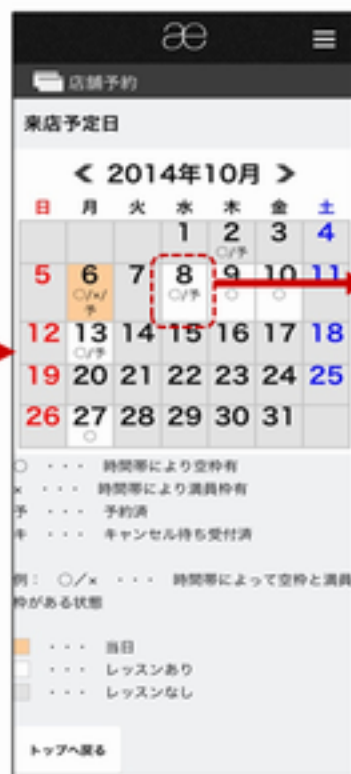 æ
店舗予約
来店予定日
< 2014年10月 >
日 月 火 水 木 金 土
1 2 3 4
○/予
5 6 7 8 9 10 11
○/×/予 ○/予 ○ ○
12 13 14 15 16 17 18
○/予
19 20 21 22 23 24 25
26 27 28 29 30 31
○
○ ・・・ 時間帯により空枠有
× ・・・ 時間帯により満員枠有
予 ・・・ 予約済
キ ・・・ キャンセル待ち受付済
例： ○/× ・・・ 時間帯によって空枠と満員
枠がある状態
・・・ 当日
・・・ レッスンあり
・・・ レッスンなし
トップへ戻る